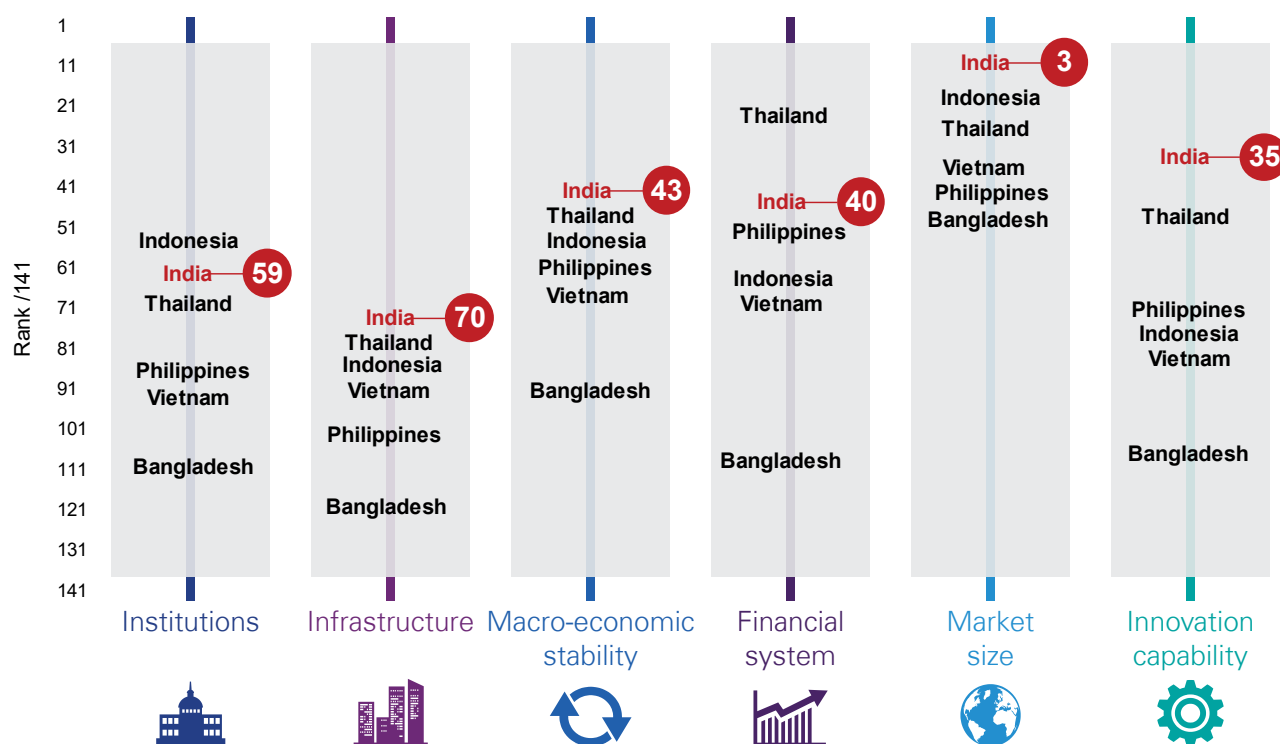 Rank /141
1
11
21
31
41
51
61
71
81
91
101
111
121
131
141
Indonesia
India 59
Thailand
Philippines
Vietnam
Bangladesh
Institutions
India 70
Thailand
Indonesia
Vietnam
Philippines
Bangladesh
Infrastructure
India 43
Thailand
Indonesia
Philippines
Vietnam
Bangladesh
Macro-economic
stability
Thailand
India 40
Philippines
Indonesia
Vietnam
Bangladesh
Financial
system
India 3
Indonesia
Thailand
Vietnam
Philippines
Bangladesh
Market
size
India 35
Thailand
Philippines
Indonesia
Vietnam
Bangladesh
Innovation
capability